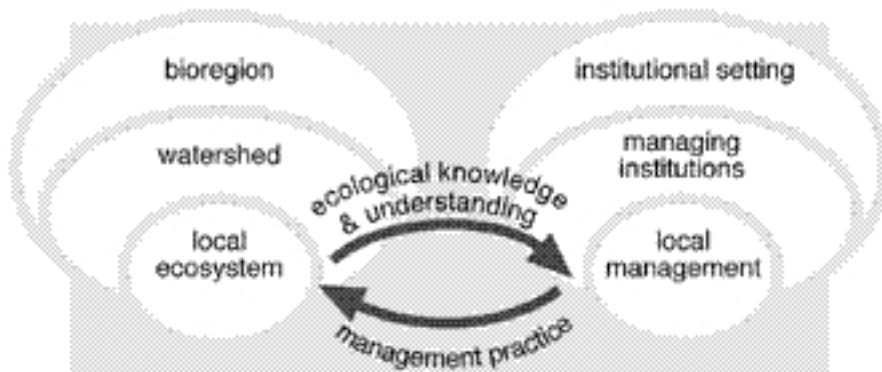 bioregion
institutional setting
watershed
managing
institutions
ecological knowledge
& understanding
local
ecosystem
local
management
management practice